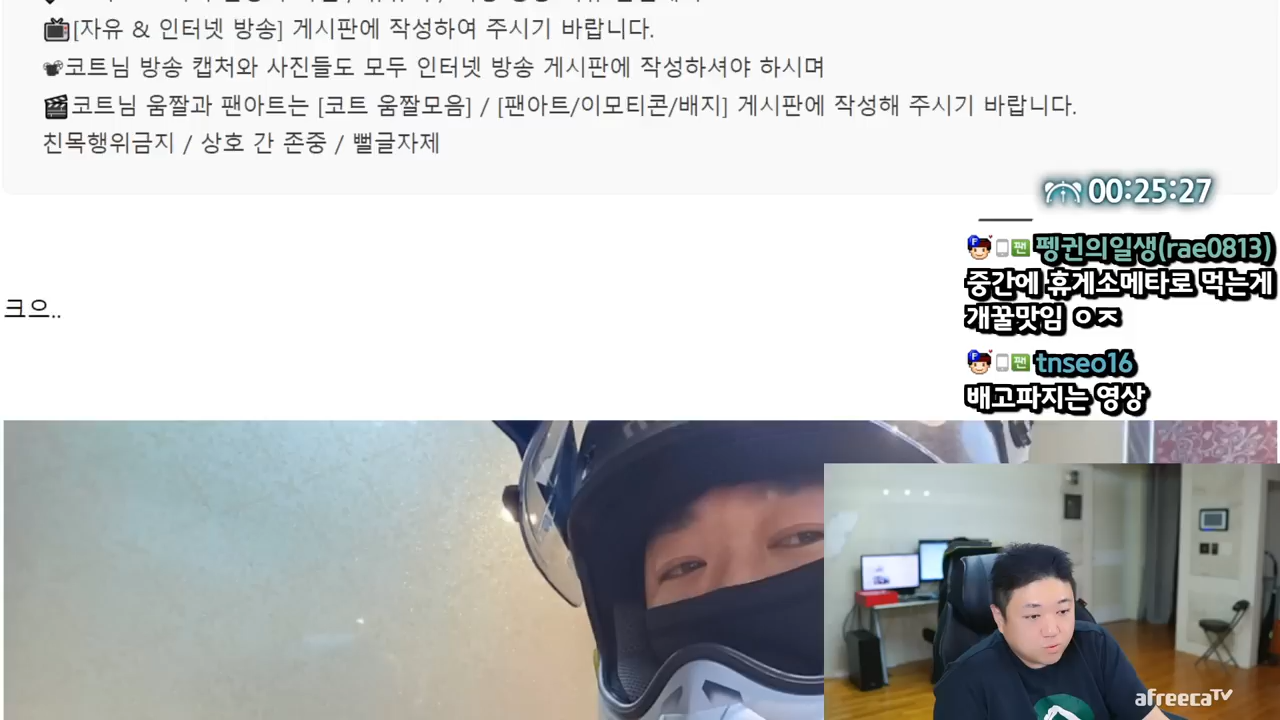 📺[자유 & 인터넷 방송] 게시판에 작성하여 주시기 바랍니다.
코트님 방송 캡처와 사진들도 모두 인터넷 방송 게시판에 작성하셔야 하시며
🎬코트님 움짤과 팬아트는 [코트 움짤모음] / [팬아트/이모티콘/배지] 게시판에 작성해 주시기 바랍니다.
친목행위금지 / 상호 간 존중 / 뻘글자제
00:25:27
팬 펭귄의일생(rae0813)
중간에 휴게소메타로 먹는게
개꿀맛임 ㅇㅈ
크으..
팬 tnseo16
배고파지는 영상
afreecaTV